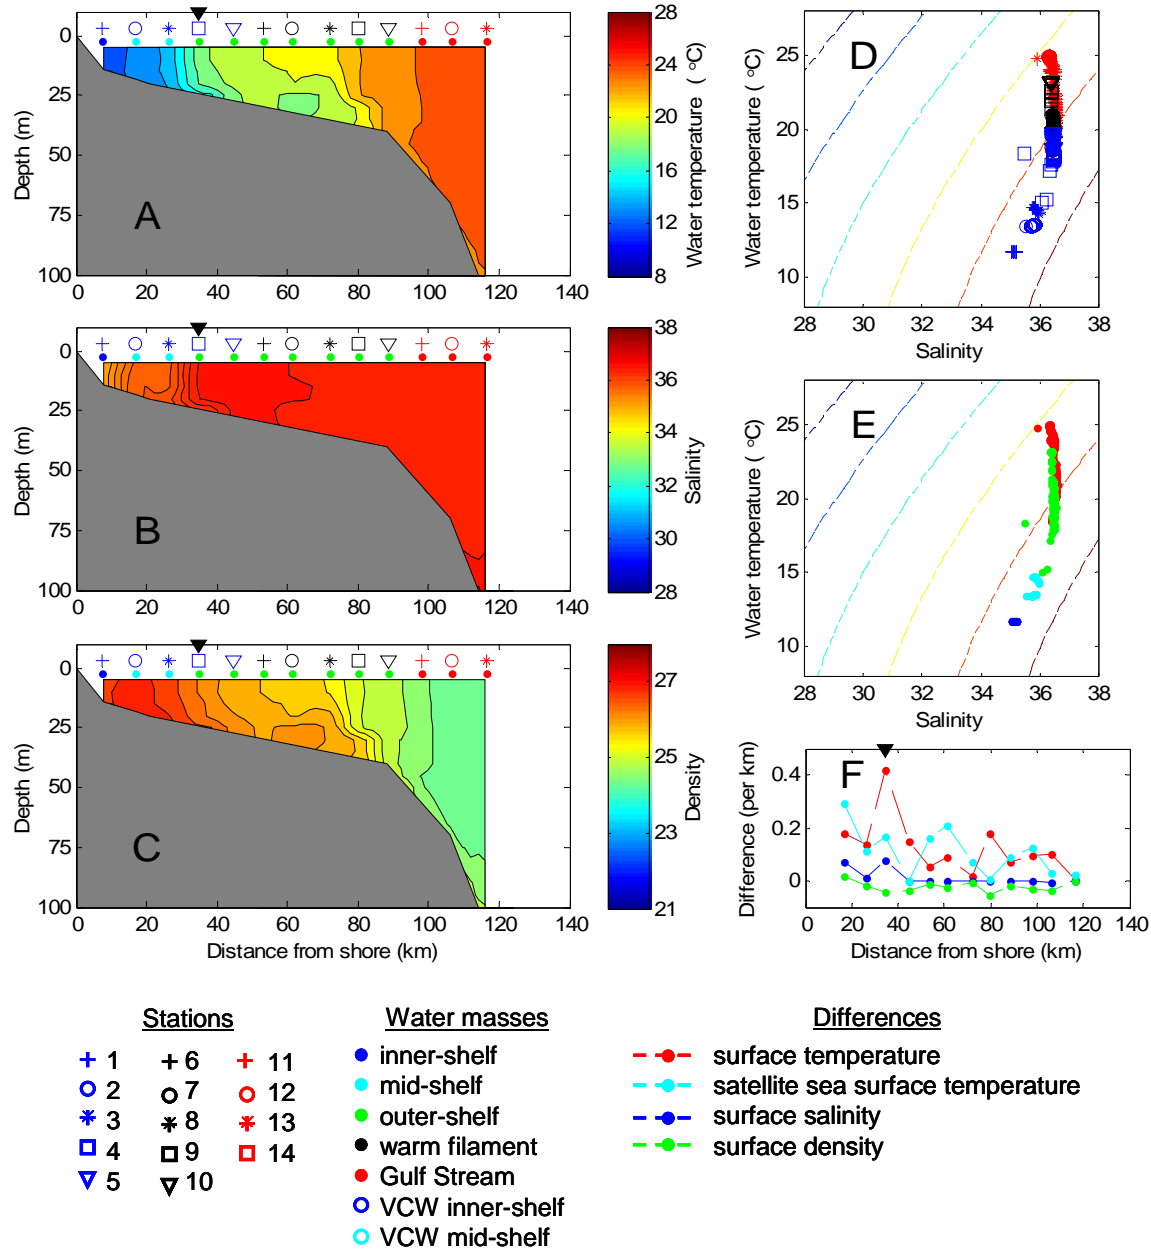 A
Depth (m)
0
25
50
75
100
0 20 40 60 80 100 120 140
28
24
20
16
12
8
Water temperature ( °C)
B
Depth (m)
0
25
50
75
100
0 20 40 60 80 100 120 140
38
36
34
32
30
28
Salinity
C
Depth (m)
0
25
50
75
100
0 20 40 60 80 100 120 140
Distance from shore (km)
27
25
23
21
Density
D
Water temperature ( °C)
25
20
15
10
28 30 32 34 36 38
Salinity
E
Water temperature ( °C)
25
20
15
10
28 30 32 34 36 38
Salinity
F
Difference (per km)
0.4
0.2
0
0 20 40 60 80 100 120 140
Distance from shore (km)
Stations
1 6 11
2 7 12
3 8 13
4 9 14
5 10
Water masses
inner-shelf
mid-shelf
outer-shelf
warm filament
Gulf Stream
VCW inner-shelf
VCW mid-shelf
Differences
surface temperature
satellite sea surface temperature
surface salinity
surface density